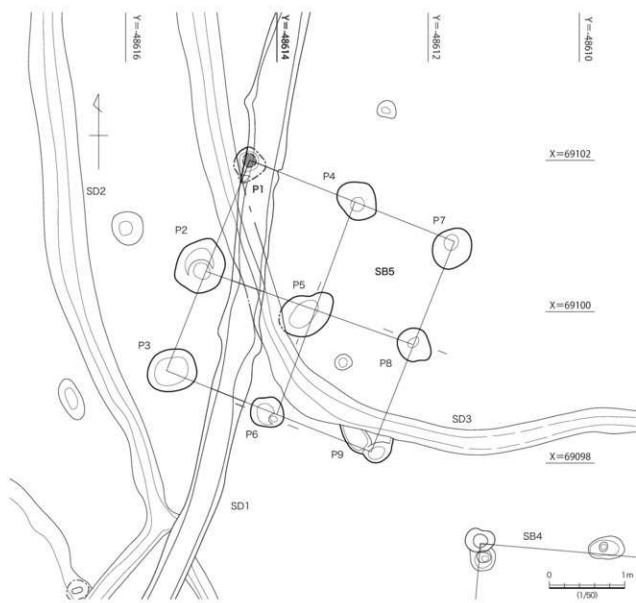 Y=-48616
Y=-48614
Y=-48612
Y=-48610
X=69102
P1
P4
SD2
P7
P2
SB5
P5
X=69100
P3
P8
SD3
P6
P9
X=69098
SD1
SB4
0 1m
(1/50)